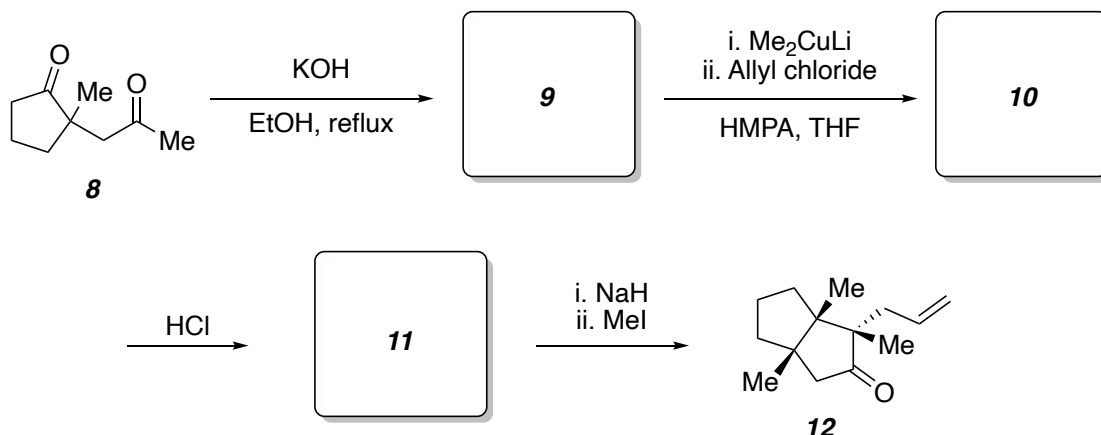 O
Me
O
Me
8
KOH
EtOH, reflux
9
i. Me2CuLi
ii. Allyl chloride
HMPA, THF
10
HCl
11
i. NaH
ii. MeI
Me
Me
Me
O
12